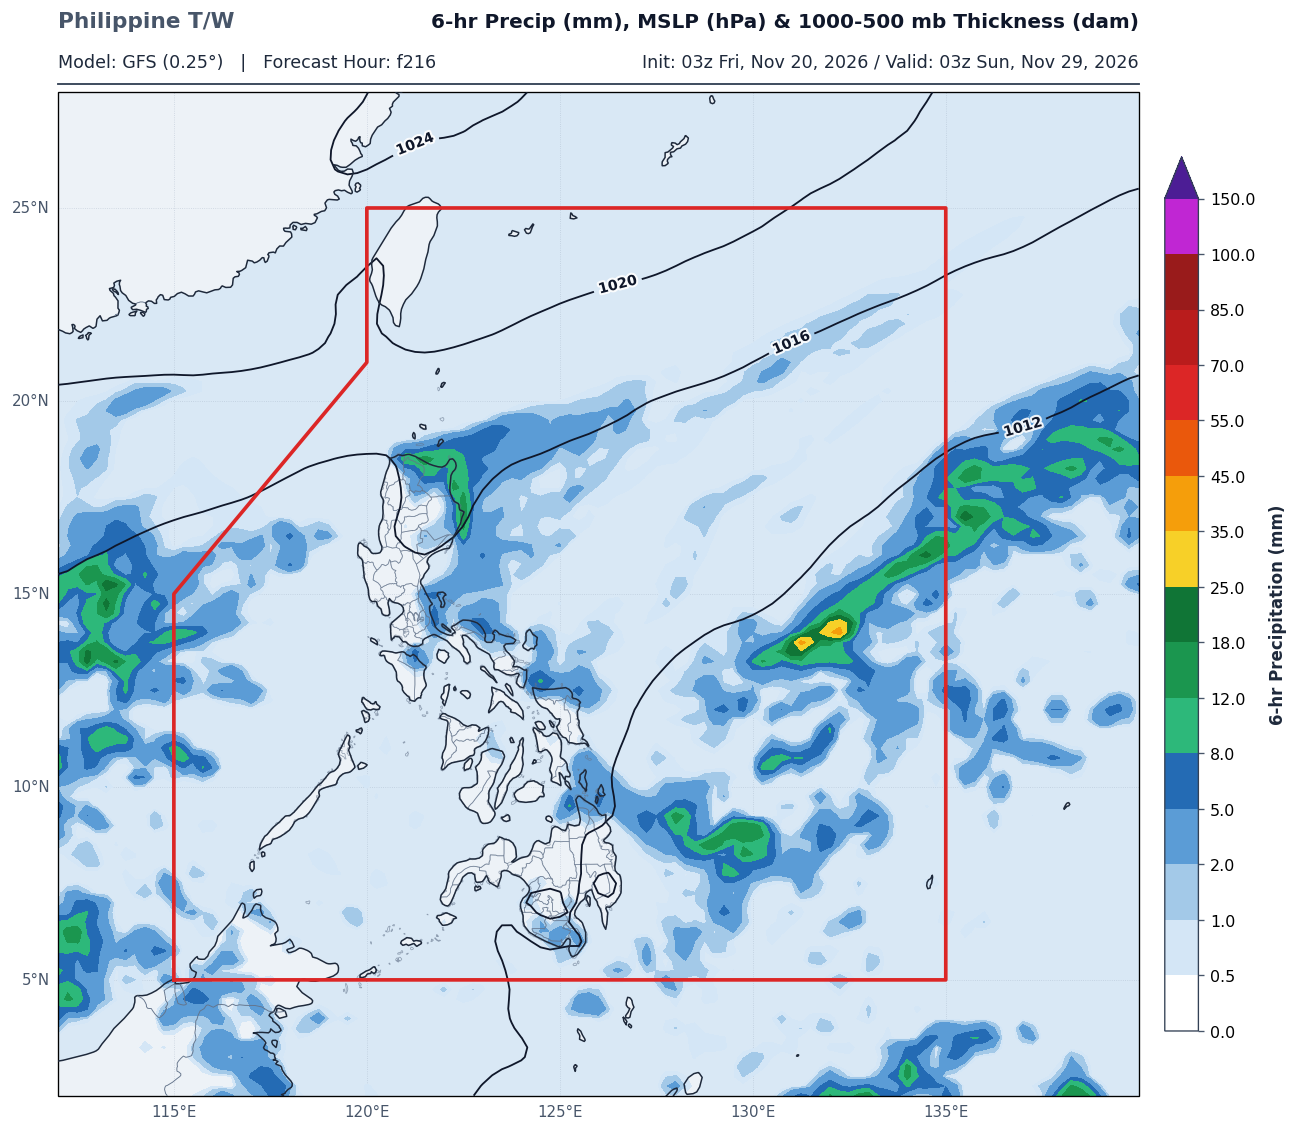 Philippine T/W
6-hr Precip (mm), MSLP (hPa) & 1000-500 mb Thickness (dam)
Model: GFS (0.25°) | Forecast Hour: f216
Init: 03z Fri, Nov 20, 2026 / Valid: 03z Sun, Nov 29, 2026
1024
1020
1016
1012
25°N
20°N
15°N
10°N
5°N
115°E
120°E
125°E
130°E
135°E
150.0
100.0
85.0
70.0
55.0
45.0
35.0
25.0
18.0
12.0
8.0
5.0
2.0
1.0
0.5
0.0
6-hr Precipitation (mm)